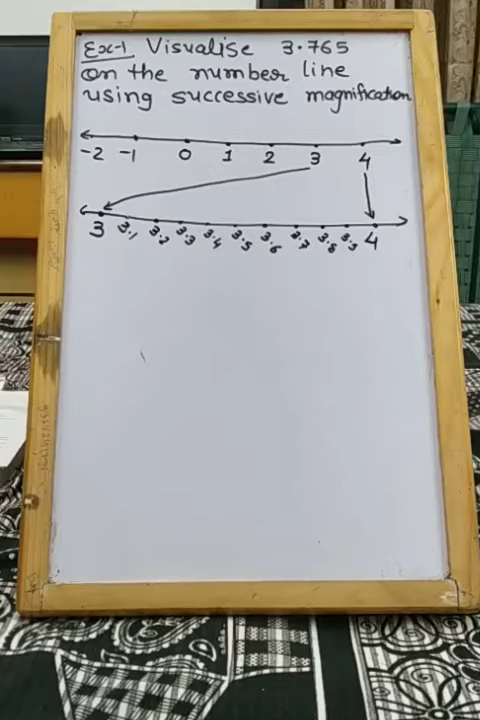 Ex-1 Visualise 3.765
on the number line
using successive magnification
-2 -1 0 1 2 3 4
3 3.1 3.2 3.3 3.4 3.5 3.6 3.7 3.8 3.9 4